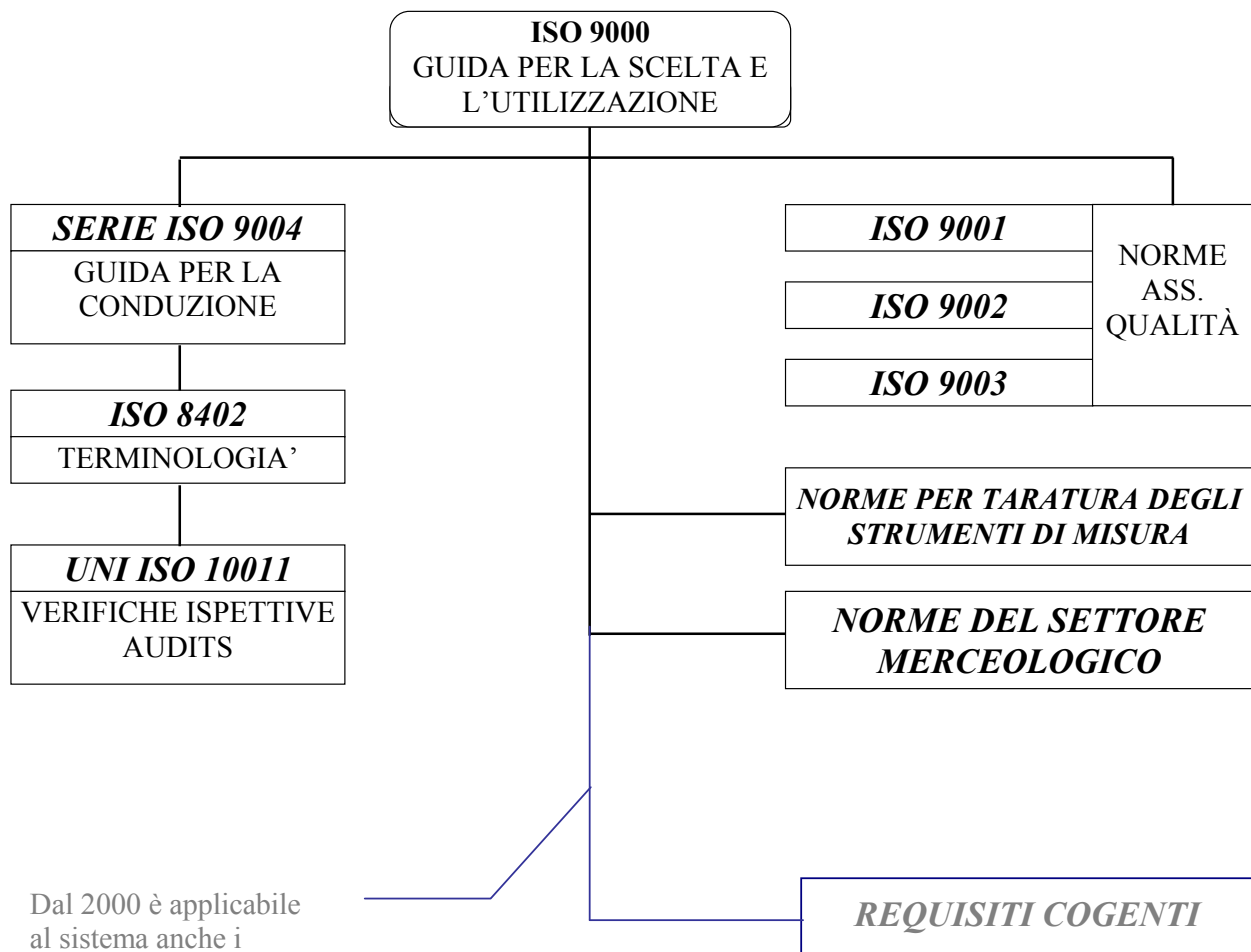 ISO 9000
GUIDA PER LA SCELTA E
L’UTILIZZAZIONE
SERIE ISO 9004
GUIDA PER LA
CONDUZIONE
ISO 8402
TERMINOLOGIA’
UNI ISO 10011
VERIFICHE ISPETTIVE
AUDITS
ISO 9001
ISO 9002
ISO 9003
NORME
ASS.
QUALITÀ
NORME PER TARATURA DEGLI
STRUMENTI DI MISURA
NORME DEL SETTORE
MERCEOLOGICO
Dal 2000 è applicabile
al sistema anche i
REQUISITI COGENTI